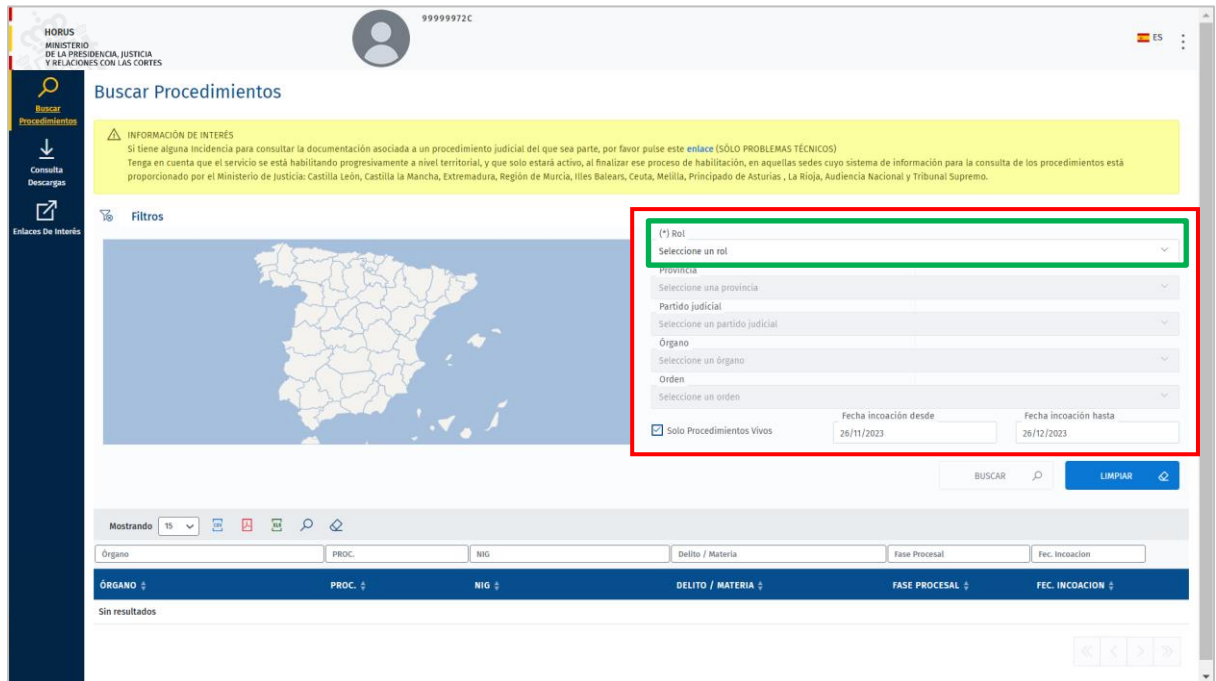 99999972C
HORUS
MINISTERIO
DE LA PRESIDENCIA, JUSTICIA
Y RELACIONES CON LAS CORTES
ES
Buscar
Procedimientos
Consulta
Descargas
Enlaces De Interés
Buscar Procedimientos
INFORMACIÓN DE INTERÉS
Si tiene alguna Incidencia para consultar la documentación asociada a un procedimiento judicial del que sea parte, por favor pulse este enlace (SÓLO PROBLEMAS TÉCNICOS)
Tenga en cuenta que el servicio se está habilitando progresivamente a nivel territorial, y que solo estará activo, al finalizar ese proceso de habilitación, en aquellas sedes cuyo sistema de información para la consulta de los procedimientos está
proporcionado por el Ministerio de Justicia: Castilla León, Castilla la Mancha, Extremadura, Región de Murcia, Illes Balears, Ceuta, Melilla, Principado de Asturias , La Rioja, Audiencia Nacional y Tribunal Supremo.
Filtros
(*) Rol
Seleccione un rol
Provincia
Seleccione una provincia
Partido judicial
Seleccione un partido judicial
Órgano
Seleccione un órgano
Orden
Seleccione un orden
Solo Procedimientos Vivos
Fecha incoación desde
26/11/2023
Fecha incoación hasta
26/12/2023
BUSCAR
LIMPIAR
Mostrando 15
Órgano PROC. NIG Delito / Materia Fase Procesal Fec. Incoacion
ÓRGANO PROC. NIG DELITO / MATERIA FASE PROCESAL FEC. INCOACION
Sin resultados